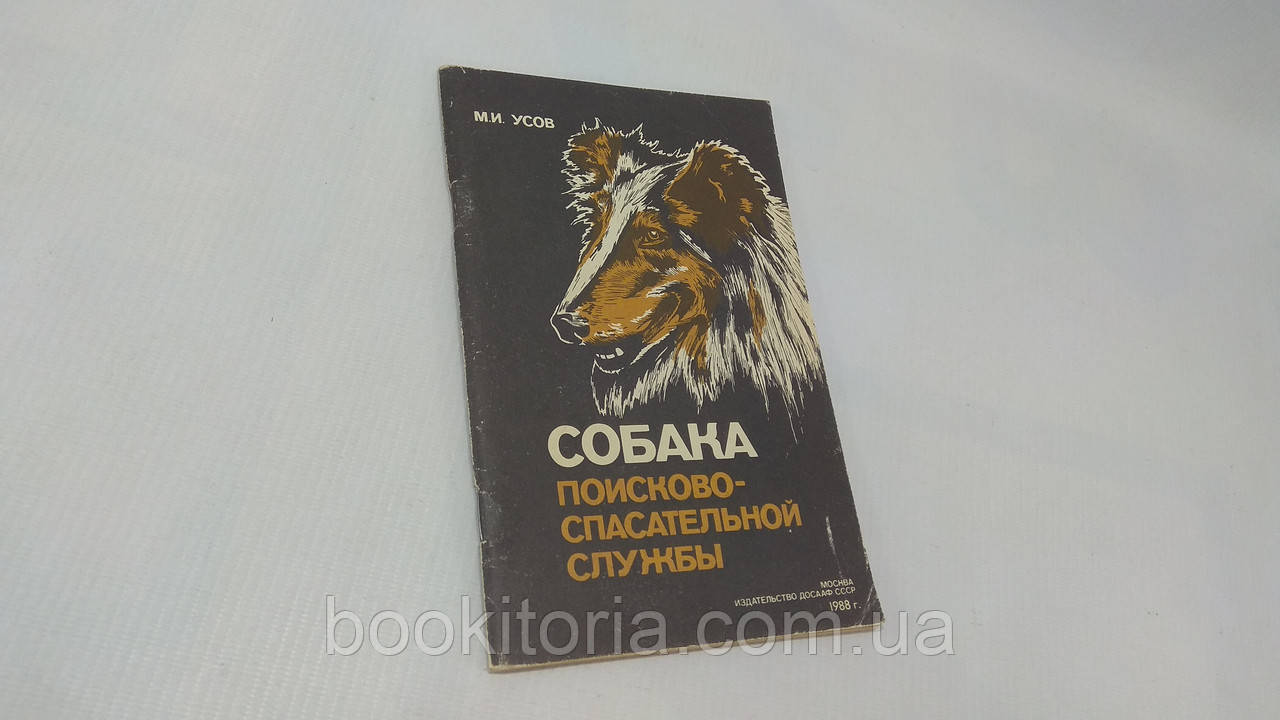 М.И. УСОВ
СОБАКА
ПОИСКОВО-
СПАСАТЕЛЬНОЙ
СЛУЖБЫ
МОСКВА
ИЗДАТЕЛЬСТВО ДОСААФ СССР
1988 г.
bookitoria.com.ua